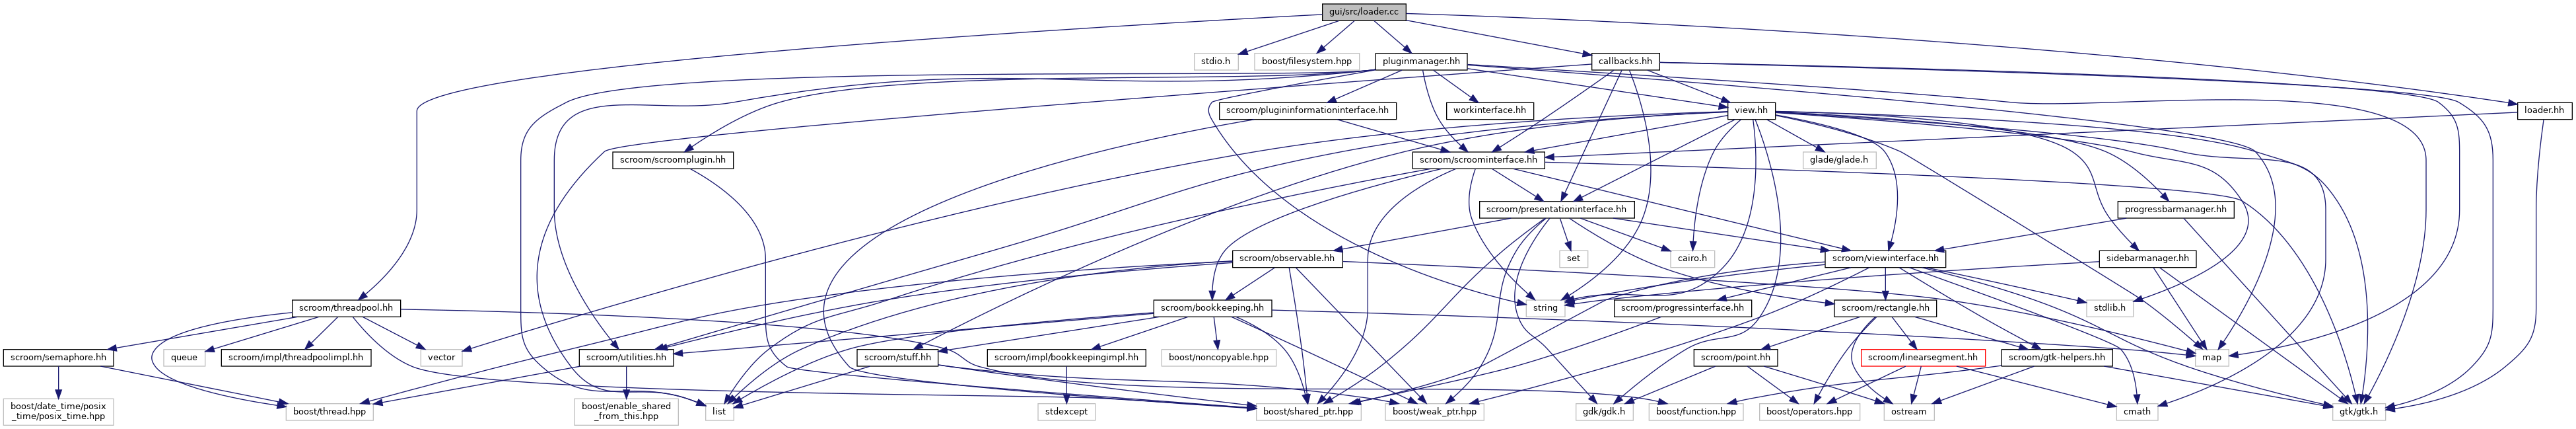 gui/src/loader.cc
stdio.h
boost/filesystem.hpp
pluginmanager.hh
callbacks.hh
scroom/plugininformationinterface.hh
workinterface.hh
view.hh
loader.hh
scroom/scroomplugin.hh
scroom/scroominterface.hh
glade/glade.h
scroom/presentationinterface.hh
progressbarmanager.hh
scroom/observable.hh
set
cairo.h
scroom/viewinterface.hh
sidebarmanager.hh
scroom/threadpool.hh
scroom/bookkeeping.hh
string
scroom/progressinterface.hh
scroom/rectangle.hh
stdlib.h
scroom/semaphore.hh
queue
scroom/impl/threadpoolimpl.hh
vector
scroom/utilities.hh
scroom/stuff.hh
scroom/impl/bookkeepingimpl.hh
boost/noncopyable.hpp
scroom/point.hh
scroom/linearsegment.hh
scroom/gtk-helpers.hh
map
boost/date_time/posix
_time/posix_time.hpp
boost/thread.hpp
boost/enable_shared
_from_this.hpp
list
stdexcept
boost/shared_ptr.hpp
boost/weak_ptr.hpp
gdk/gdk.h
boost/function.hpp
boost/operators.hpp
ostream
cmath
gtk/gtk.h